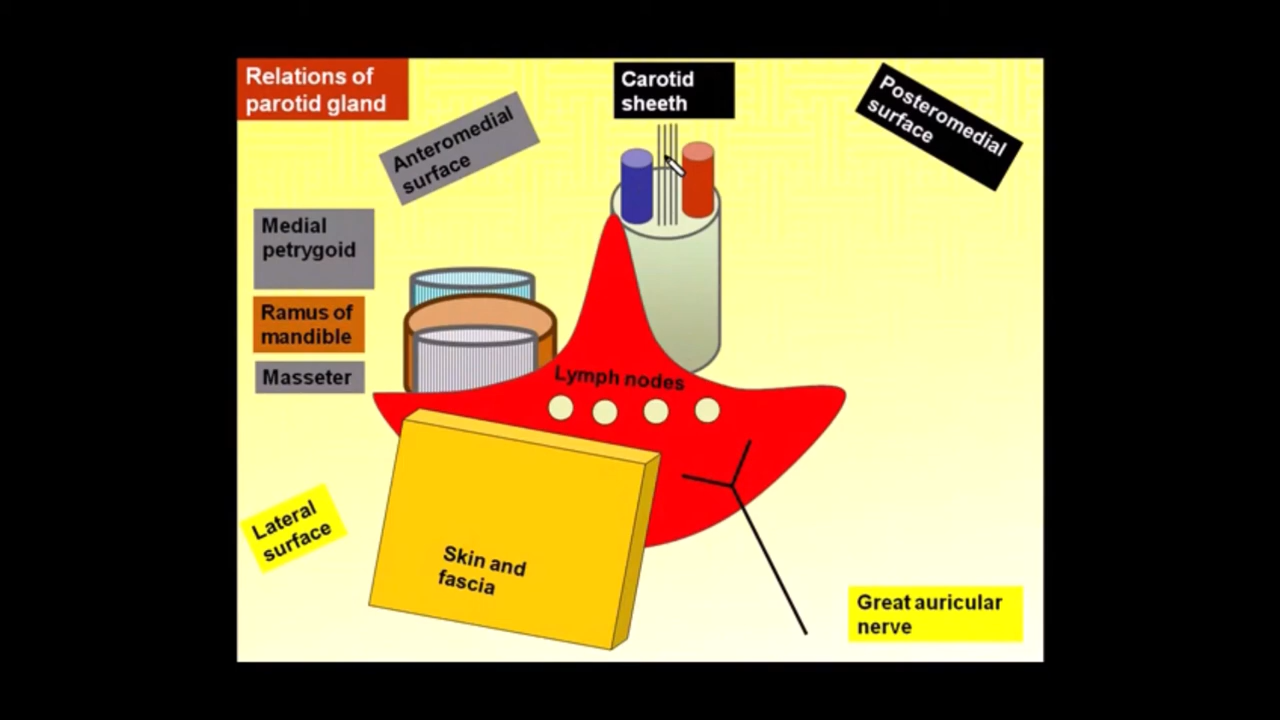 Relations of
parotid gland
Anteromedial
surface
Carotid
sheeth
Posteromedial
surface
Medial
petrygoid
Ramus of
mandible
Masseter
Lymph nodes
Lateral
surface
Skin and
fascia
Great auricular
nerve